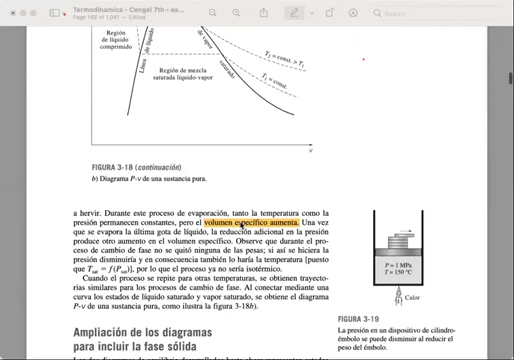 Termodinamica - Cengel 7th - es...
Page 142 of 1,041 — Edited
Search
Región
de líquido
comprimido
Línea de líquido
de vapor
saturado
T₂ = const. > T₁
T₁ = const.
Región de mezcla
saturada líquido-vapor
v
FIGURA 3-18 (continuación)
b) Diagrama P-v de una sustancia pura.
a hervir. Durante este proceso de evaporación, tanto la temperatura como la
presión permanecen constantes, pero el volumen específico aumenta. Una vez
que se evapora la última gota de líquido, la reducción adicional en la presión
produce otro aumento en el volumen específico. Observe que durante el pro-
ceso de cambio de fase no se quitó ninguna de las pesas; si así se hiciera la
presión disminuiría y en consecuencia también lo haría la temperatura [puesto
que Tsat = f(Psat)], por lo que el proceso ya no sería isotérmico.
Cuando el proceso se repite para otras temperaturas, se obtienen trayecto-
rias similares para los procesos de cambio de fase. Al conectar mediante una
curva los estados de líquido saturado y vapor saturado, se obtiene el diagrama
P-v de una sustancia pura, como ilustra la figura 3-18b).
Ampliación de los diagramas
para incluir la fase sólida
P = 1 MPa
T = 150 °C
Calor
FIGURA 3-19
La presión en un dispositivo de cilindro-
émbolo se puede disminuir al reducir el
peso del émbolo.